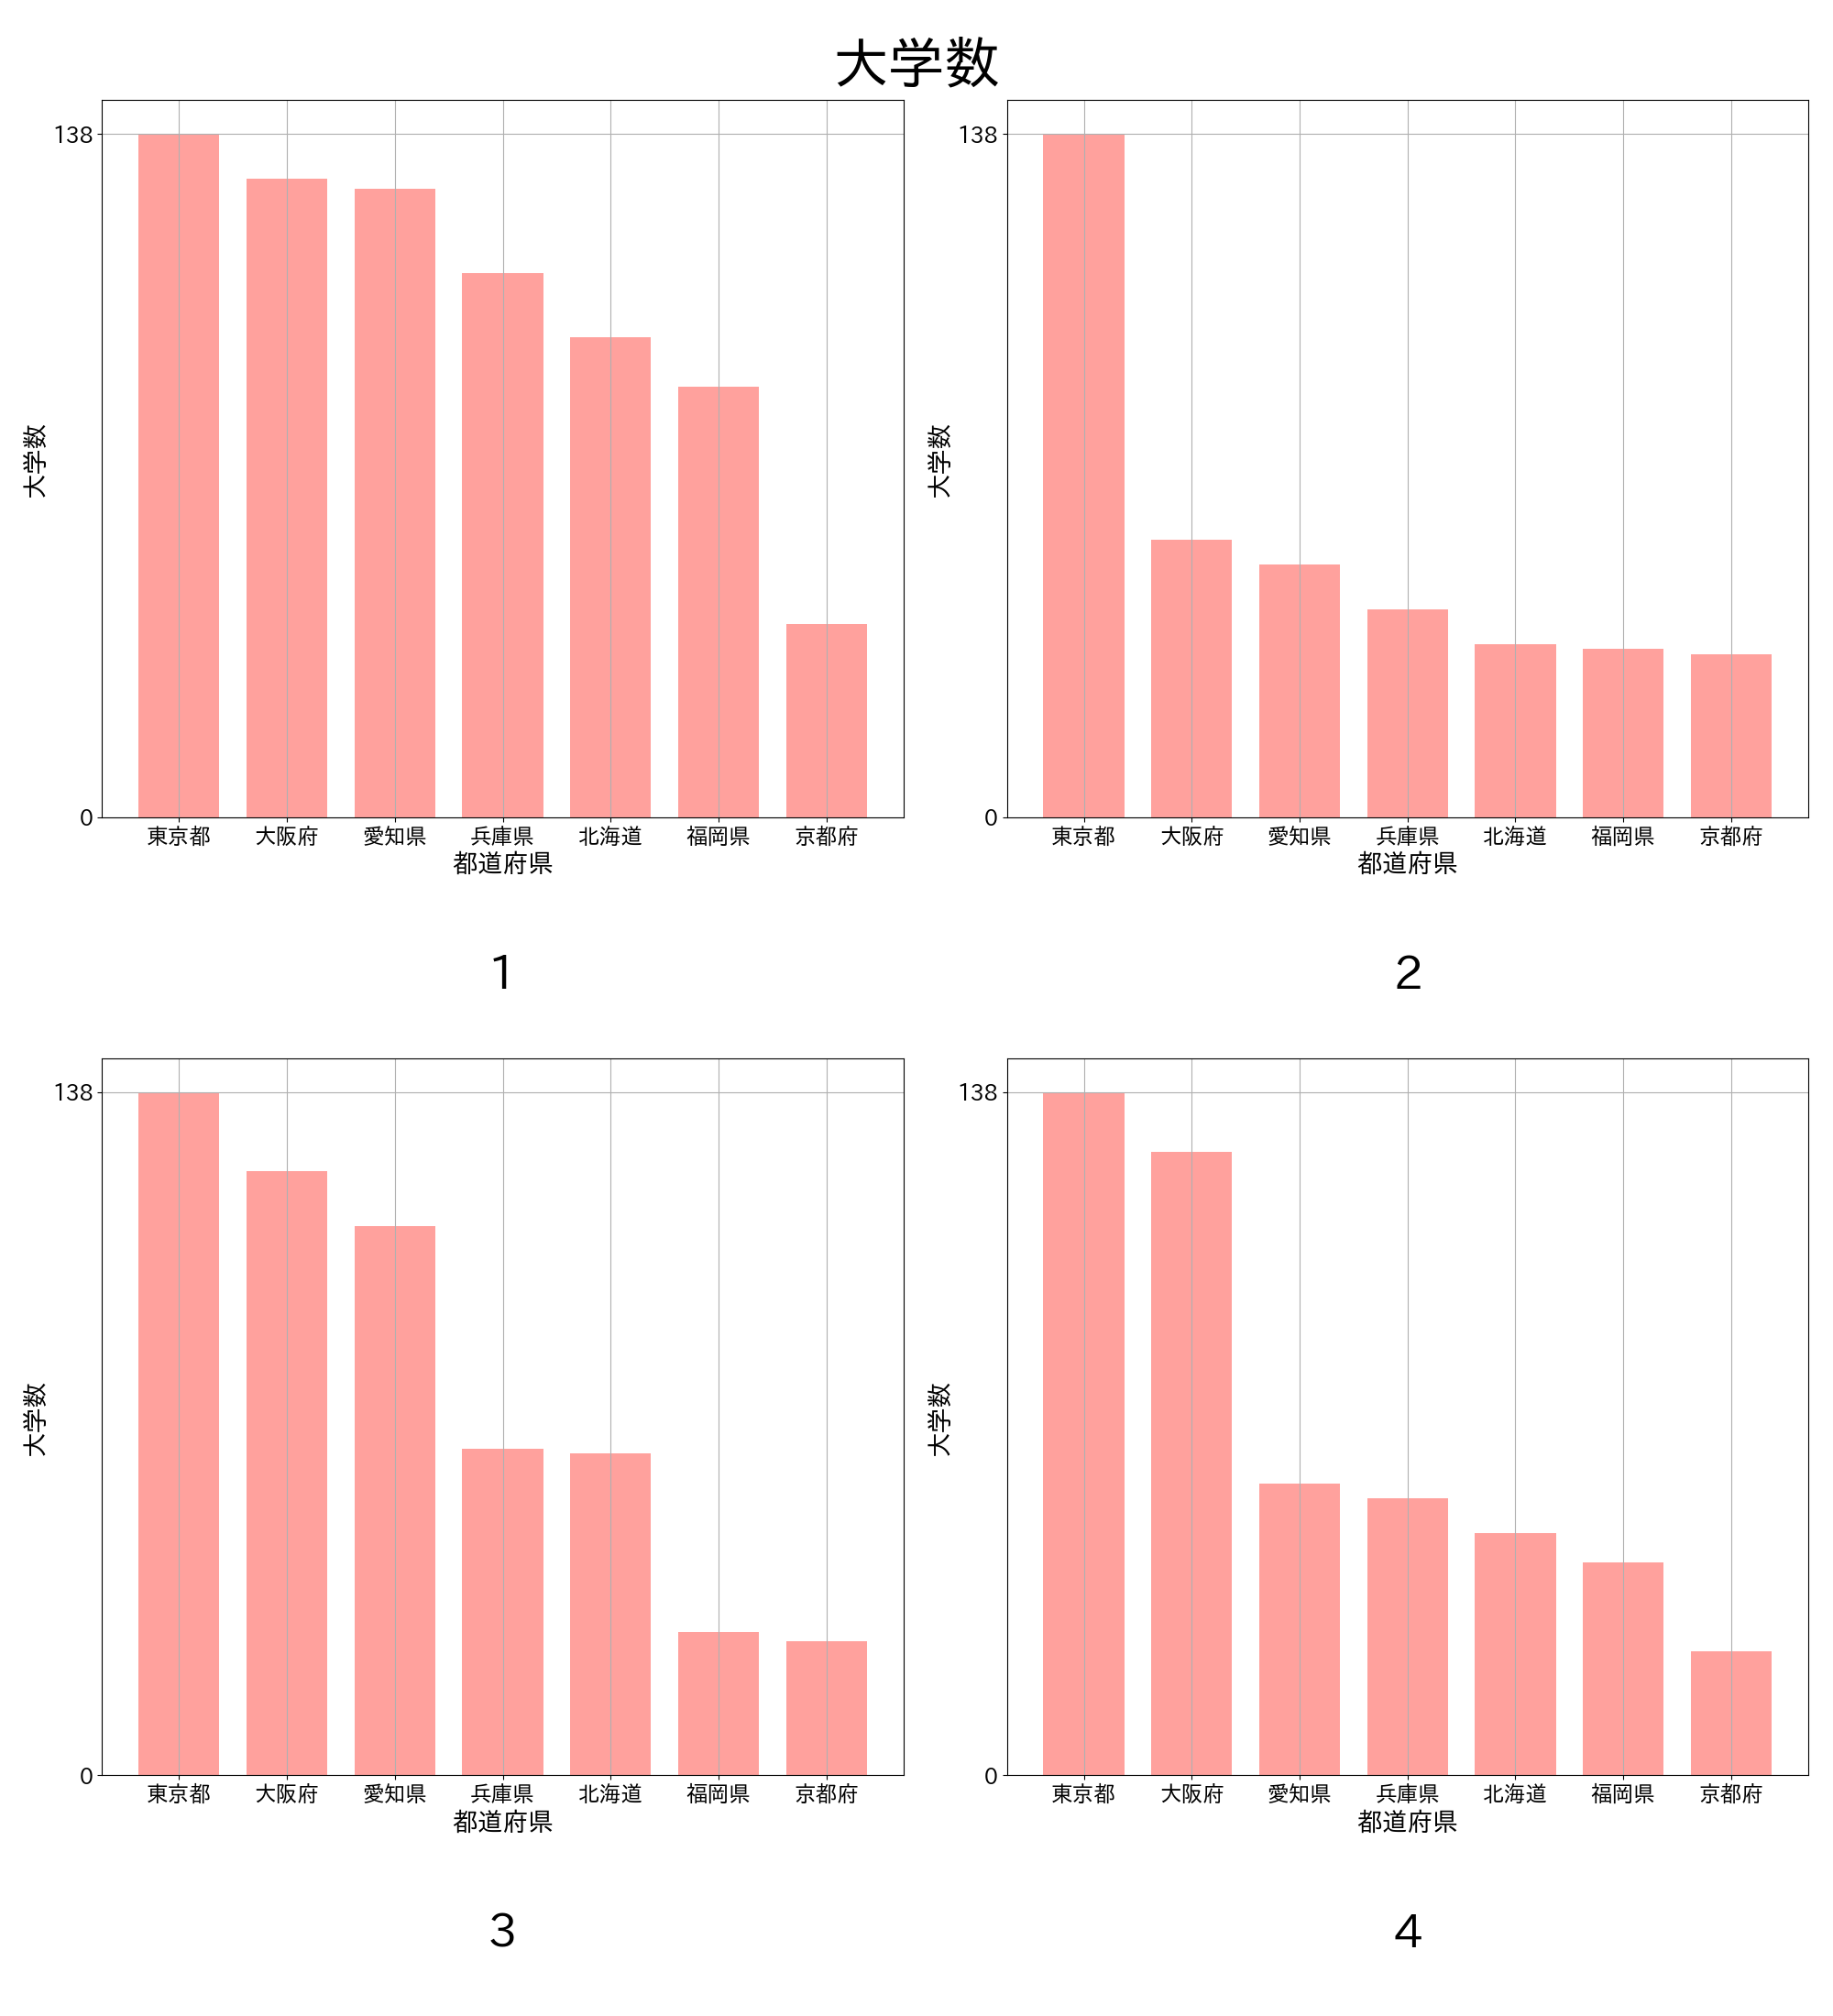 大学数
138
0
大学数
東京都 大阪府 愛知県 兵庫県 北海道 福岡県 京都府
都道府県
1
138
0
大学数
東京都 大阪府 愛知県 兵庫県 北海道 福岡県 京都府
都道府県
2
138
0
大学数
東京都 大阪府 愛知県 兵庫県 北海道 福岡県 京都府
都道府県
3
138
0
大学数
東京都 大阪府 愛知県 兵庫県 北海道 福岡県 京都府
都道府県
4